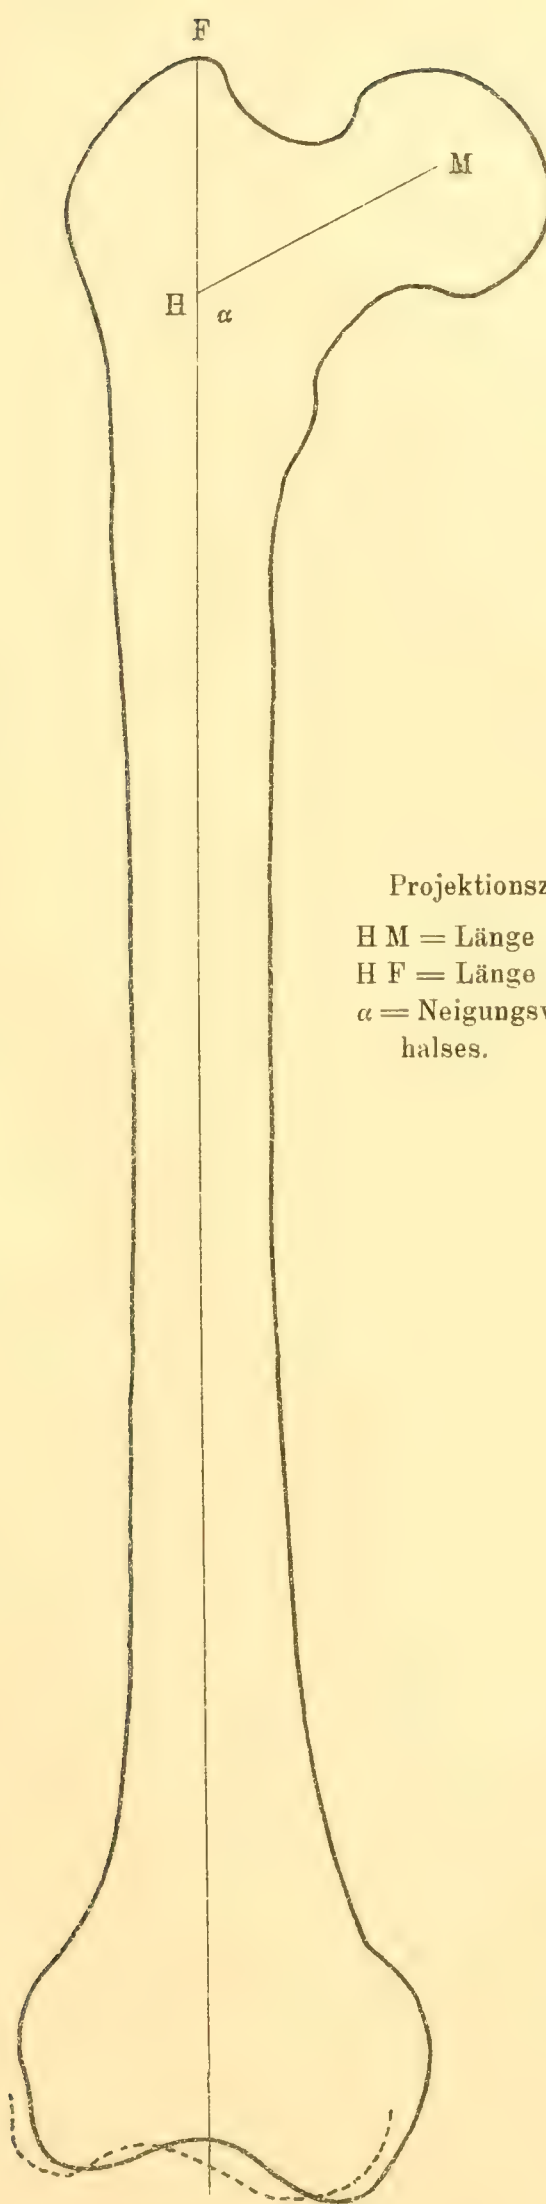 F
M
H α
Projektionsz
H M = Länge
H F = Länge
α = Neigungsv
halses.